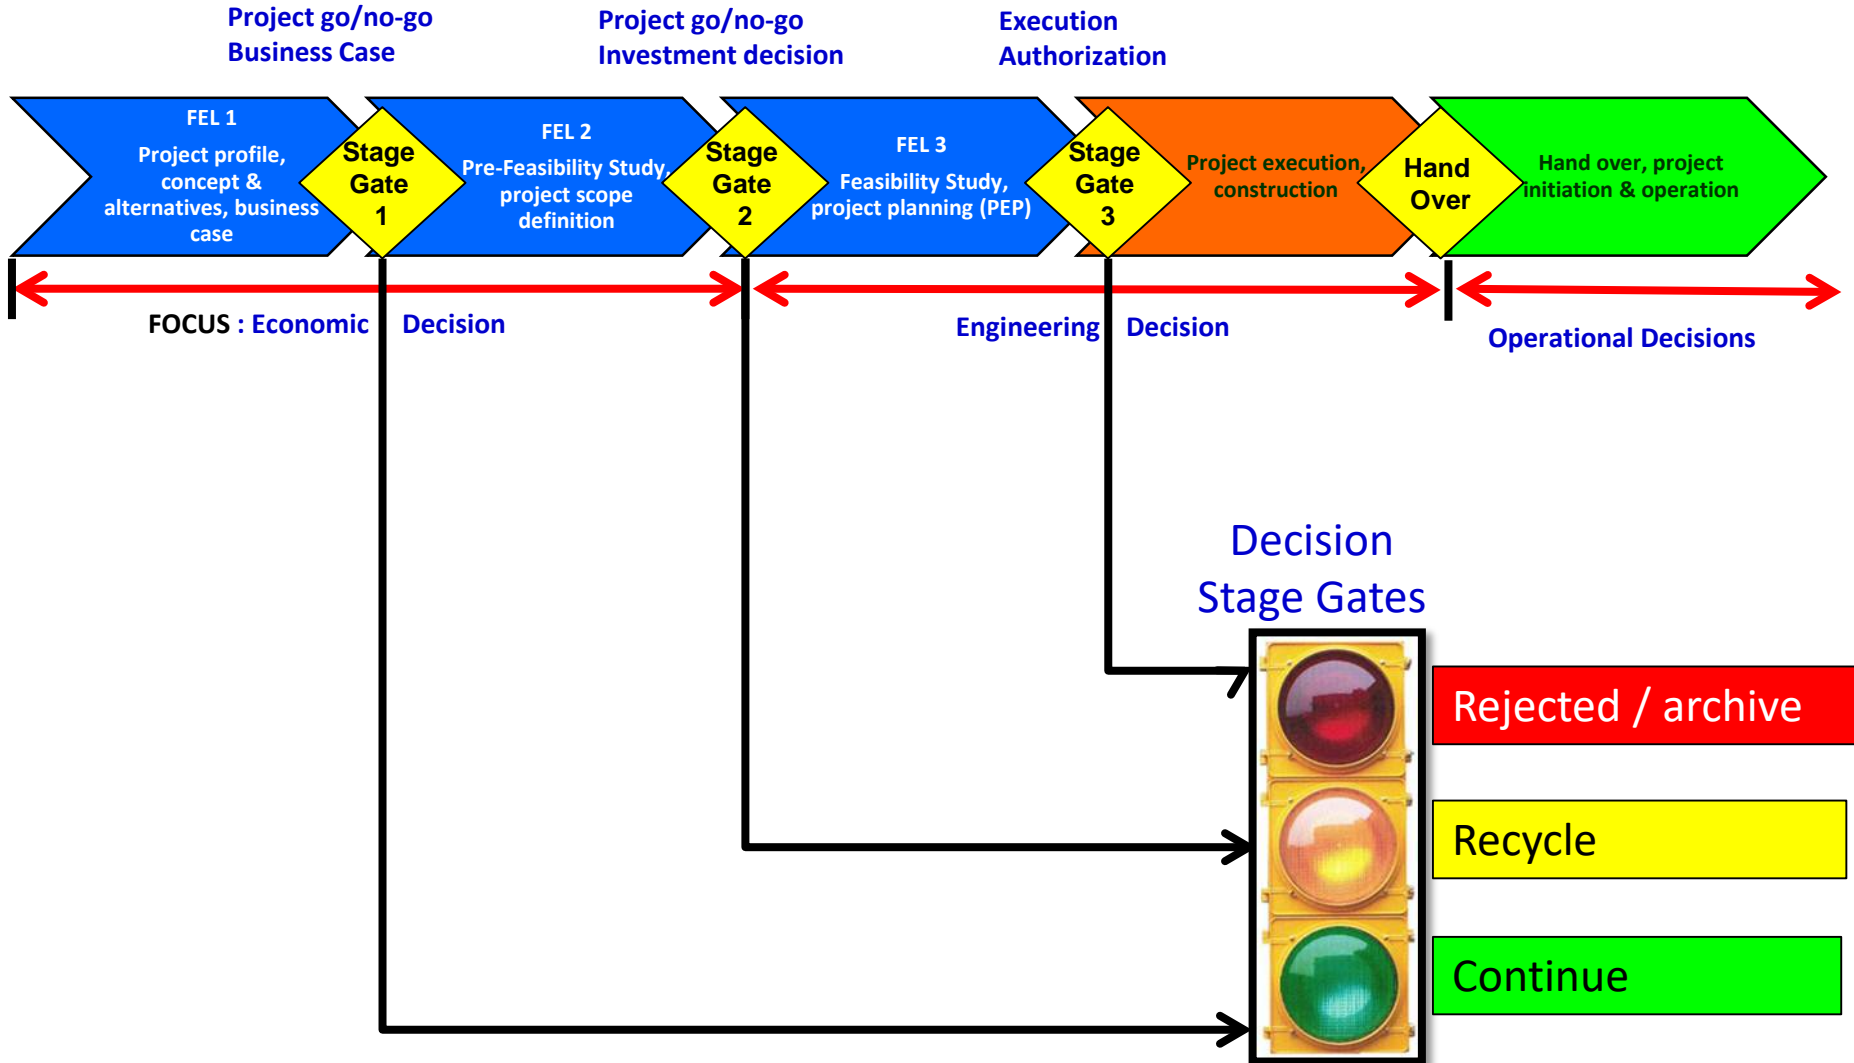 Project go/no-go
Business Case
Project go/no-go
Investment decision
Execution
Authorization
FEL 1
Project profile,
concept &
alternatives, business
case
Stage
Gate
1
FEL 2
Pre-Feasibility Study,
project scope
definition
Stage
Gate
2
FEL 3
Feasibility Study,
project planning (PEP)
Stage
Gate
3
Project execution,
construction
Hand
Over
Hand over, project
initiation & operation
FOCUS : Economic Decision
Engineering Decision
Operational Decisions
Decision
Stage Gates
Rejected / archive
Recycle
Continue